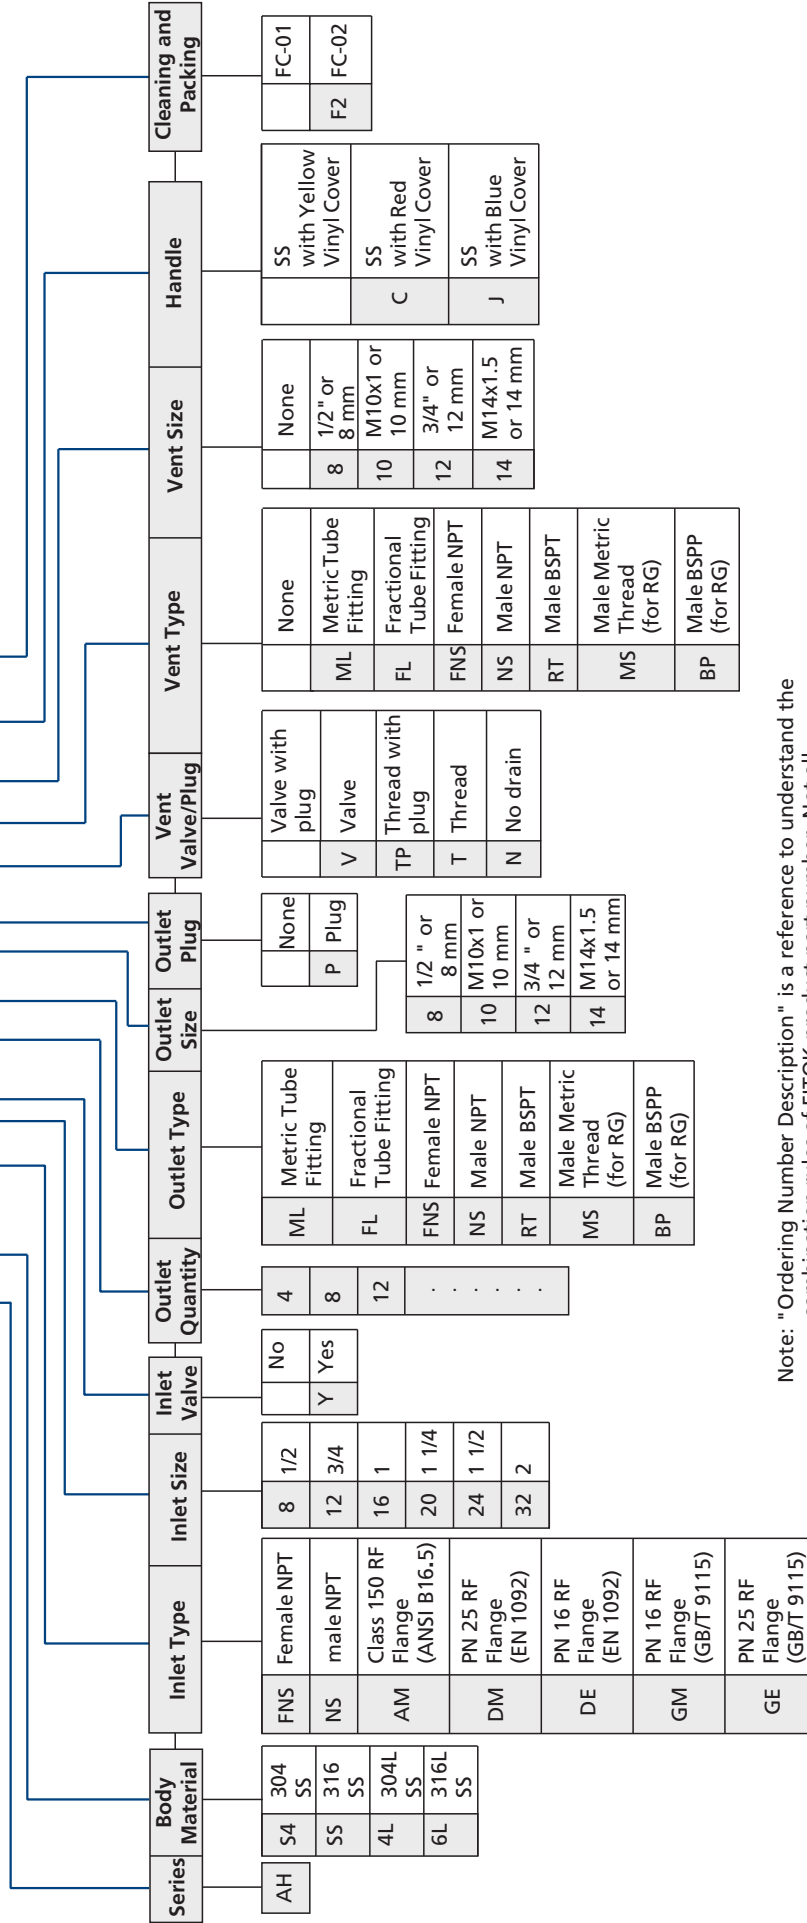 Series
AH
Body
Material
S4 304
SS
SS 316
SS
4L 304L
SS
6L 316L
SS
Inlet Type
FNS Female NPT
NS male NPT
AM Class 150 RF
Flange
(ANSI B16.5)
DM PN 25 RF
Flange
(EN 1092)
DE PN 16 RF
Flange
(EN 1092)
GM PN 16 RF
Flange
(GB/T 9115)
GE PN 25 RF
Flange
(GB/T 9115)
Inlet Size
8 1/2
12 3/4
16 1
20 1 1/4
24 1 1/2
32 2
Inlet
Valve
No
Y Yes
Outlet
Quantity
4
8
12
. . . . .
Outlet Type
ML Metric Tube
Fitting
FL Fractional
Tube Fitting
FNS Female NPT
NS Male NPT
RT Male BSPT
MS Male Metric
Thread
(for RG)
BP Male BSPP
(for RG)
Outlet
Size
8 1/2 " or
8 mm
10 M10x1 or
10 mm
12 3/4 " or
12 mm
14 M14x1.5
or 14 mm
Outlet
Plug
None
P Plug
Vent
Valve/Plug
Valve with
plug
V Valve
TP Thread with
plug
T Thread
N No drain
Vent Type
None
ML Metric Tube
Fitting
FL Fractional
Tube Fitting
FNS Female NPT
NS Male NPT
RT Male BSPT
MS Male Metric
Thread
(for RG)
BP Male BSPP
(for RG)
Vent Size
None
8 1/2" or
8 mm
10 M10x1 or
10 mm
12 3/4" or
12 mm
14 M14x1.5
or 14 mm
Handle
SS
with Yellow
Vinyl Cover
C SS
with Red
Vinyl Cover
J SS
with Blue
Vinyl Cover
Cleaning and
Packing
FC-01
F2 FC-02
Note: "Ordering Number Description" is a reference to understand the